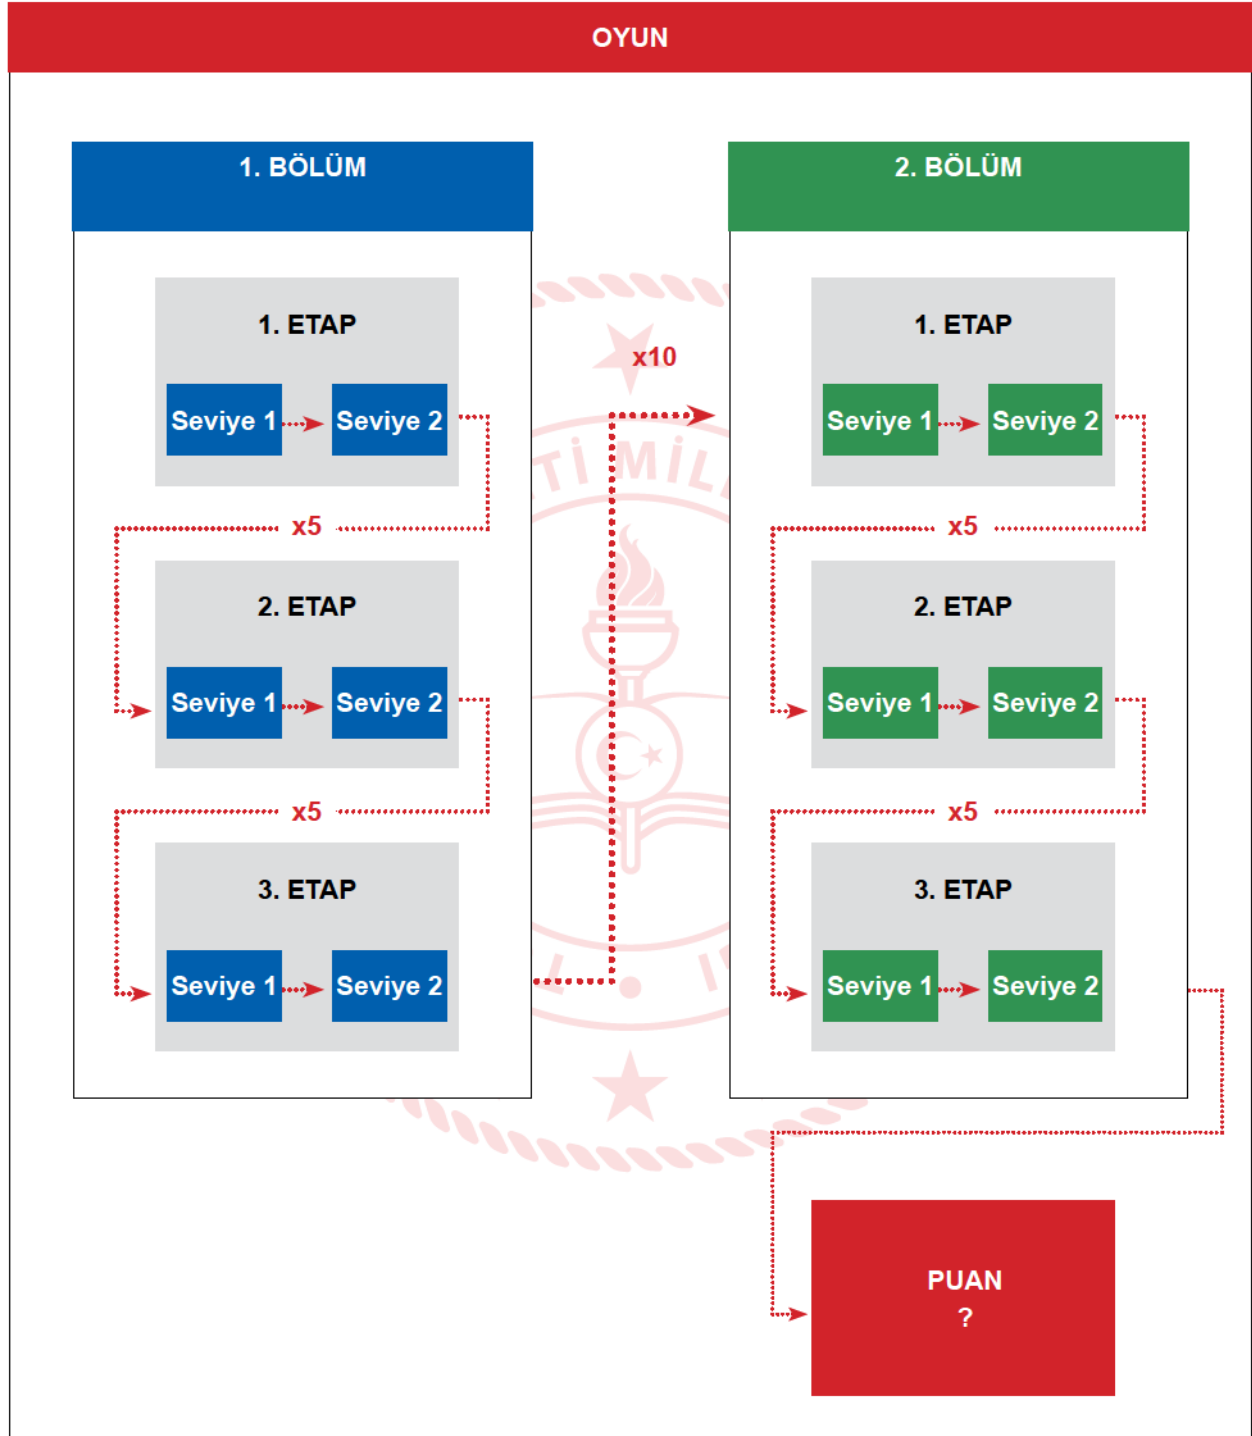 OYUN
1. BÖLÜM
1. ETAP
Seviye 1
Seviye 2
x5
2. ETAP
Seviye 1
Seviye 2
x5
3. ETAP
Seviye 1
Seviye 2
x10
2. BÖLÜM
1. ETAP
Seviye 1
Seviye 2
x5
2. ETAP
Seviye 1
Seviye 2
x5
3. ETAP
Seviye 1
Seviye 2
PUAN
?